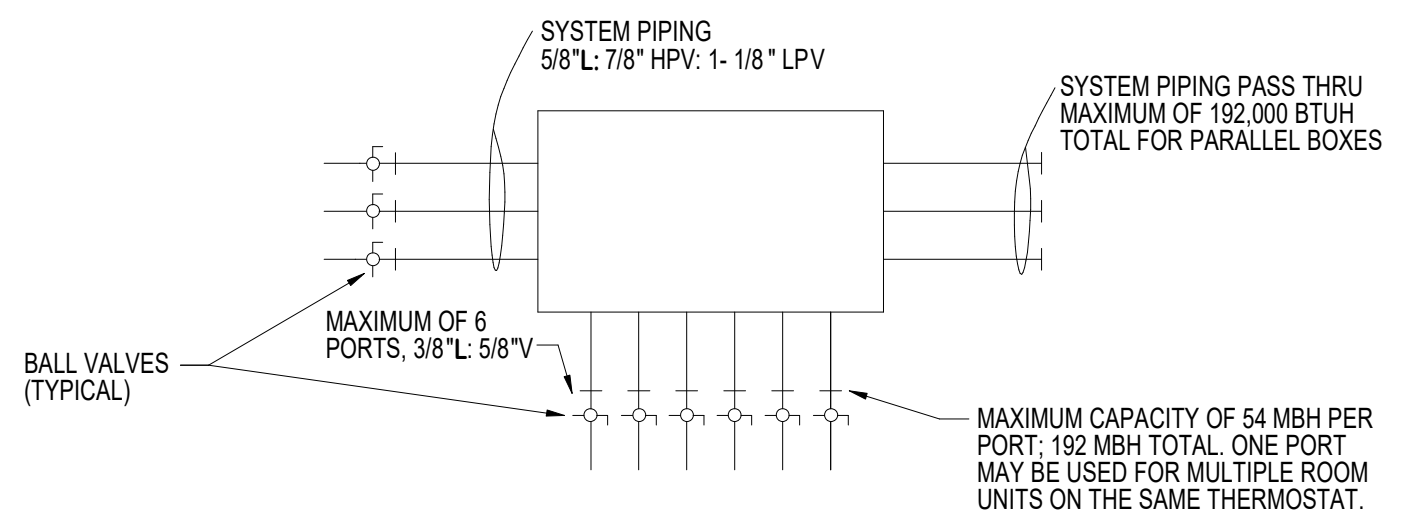 SYSTEM PIPING
5/8"L: 7/8" HPV: 1- 1/8" LPV
SYSTEM PIPING PASS THRU
MAXIMUM OF 192,000 BTUH
TOTAL FOR PARALLEL BOXES
MAXIMUM OF 6
PORTS, 3/8"L: 5/8"V
BALL VALVES
(TYPICAL)
MAXIMUM CAPACITY OF 54 MBH PER
PORT; 192 MBH TOTAL. ONE PORT
MAY BE USED FOR MULTIPLE ROOM
UNITS ON THE SAME THERMOSTAT.